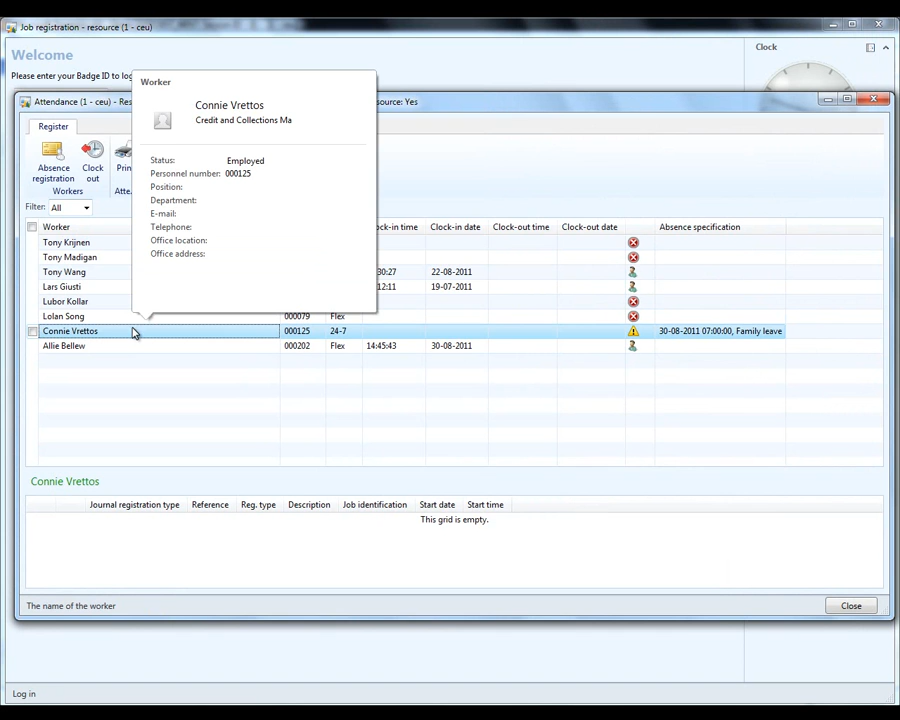 Job registration - resource (1 - ceu)
Welcome
Clock
Please enter your Badge ID to log
Attendance (1 - ceu) - Res
source: Yes
Register
Absence registration
Clock out
Prin
Workers
Atte.
Filter: All
Worker
Connie Vrettos
Credit and Collections Ma
Status: Employed
Personnel number: 000125
Position:
Department:
E-mail:
Telephone:
Office location:
Office address:
Worker ock-in time Clock-in date Clock-out time Clock-out date Absence specification
Tony Krijnen
Tony Madigan
Tony Wang 30:27 22-08-2011
Lars Giusti 12:11 19-07-2011
Lubor Kollar
Lolan Song 000079 Flex
Connie Vrettos 000125 24-7 30-08-2011 07:00:00, Family leave
Allie Bellew 000202 Flex 14:45:43 30-08-2011
Connie Vrettos
Journal registration type Reference Reg. type Description Job identification Start date Start time
This grid is empty.
The name of the worker
Close
Log in